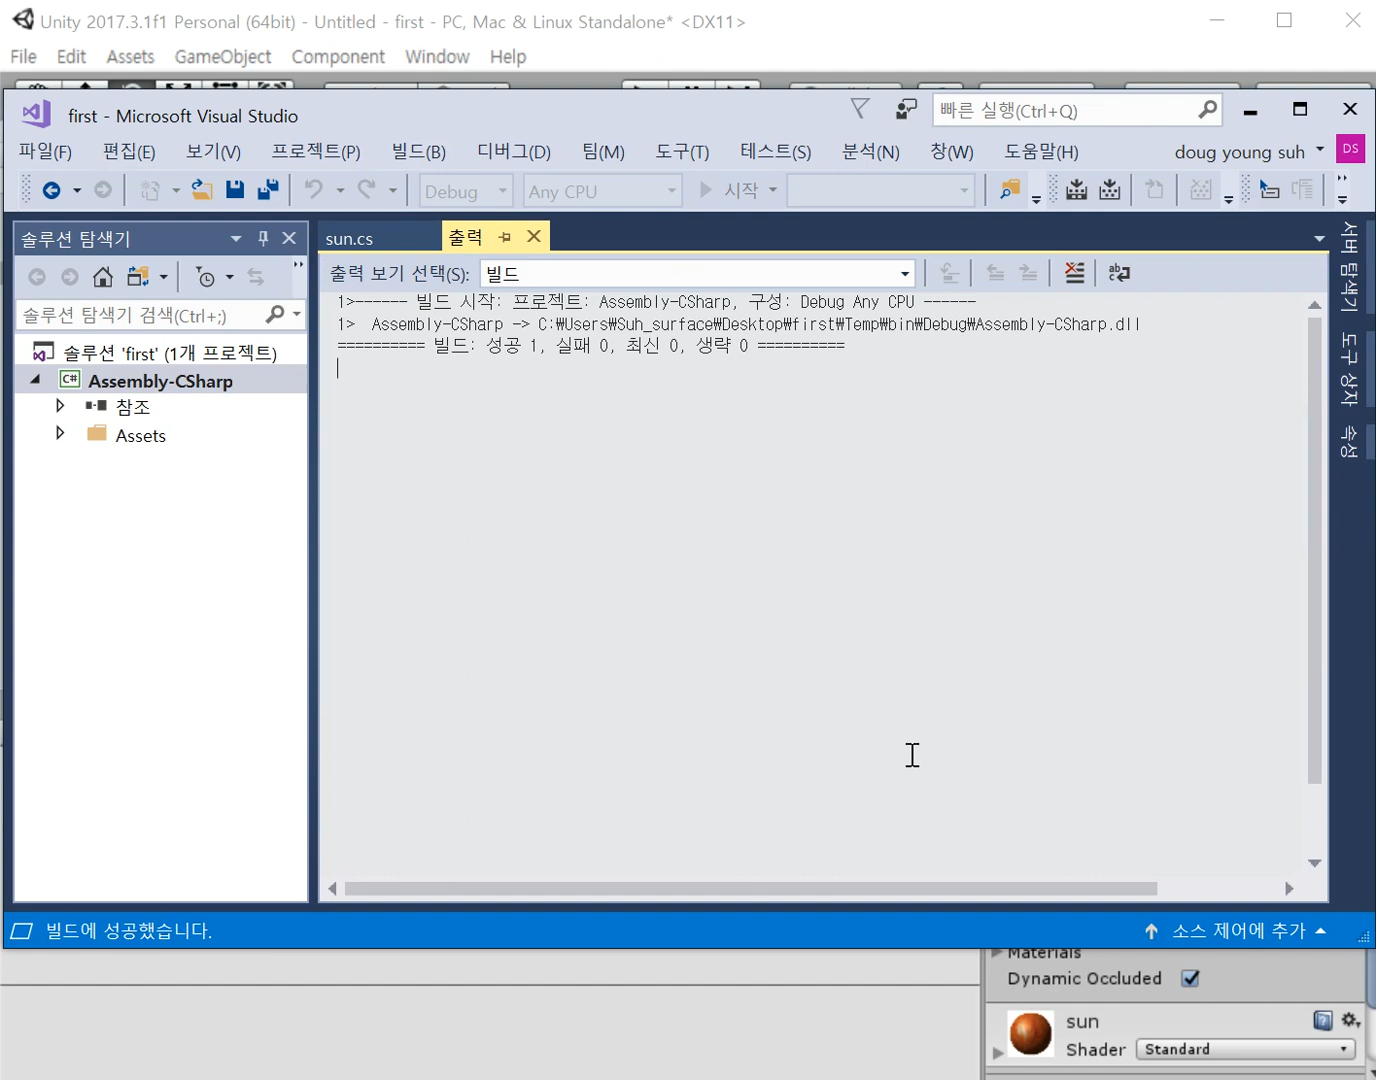 Unity 2017.3.1f1 Personal (64bit) - Untitled - first - PC, Mac & Linux Standalone* <DX11>
File Edit Assets GameObject Component Window Help
first - Microsoft Visual Studio
빠른 실행(Ctrl+Q)
파일(F) 편집(E) 보기(V) 프로젝트(P) 빌드(B) 디버그(D) 팀(M) 도구(T) 테스트(S) 분석(N) 창(W) 도움말(H) doug young suh DS
Debug Any CPU 시작
솔루션 탐색기
sun.cs 출력
출력 보기 선택(S): 빌드
솔루션 탐색기 검색(Ctrl+;)
솔루션 'first' (1개 프로젝트)
C# Assembly-CSharp
참조
Assets
1>------ 빌드 시작: 프로젝트: Assembly-CSharp, 구성: Debug Any CPU ------
1>  Assembly-CSharp -> C:₩Users₩Suh_surface₩Desktop₩first₩Temp₩bin₩Debug₩Assembly-CSharp.dll
========== 빌드: 성공 1, 실패 0, 최신 0, 생략 0 ==========
서버 탐색기
도구 상자
속성
빌드에 성공했습니다.
소스 제어에 추가
Materials
Dynamic Occluded
sun
Shader Standard